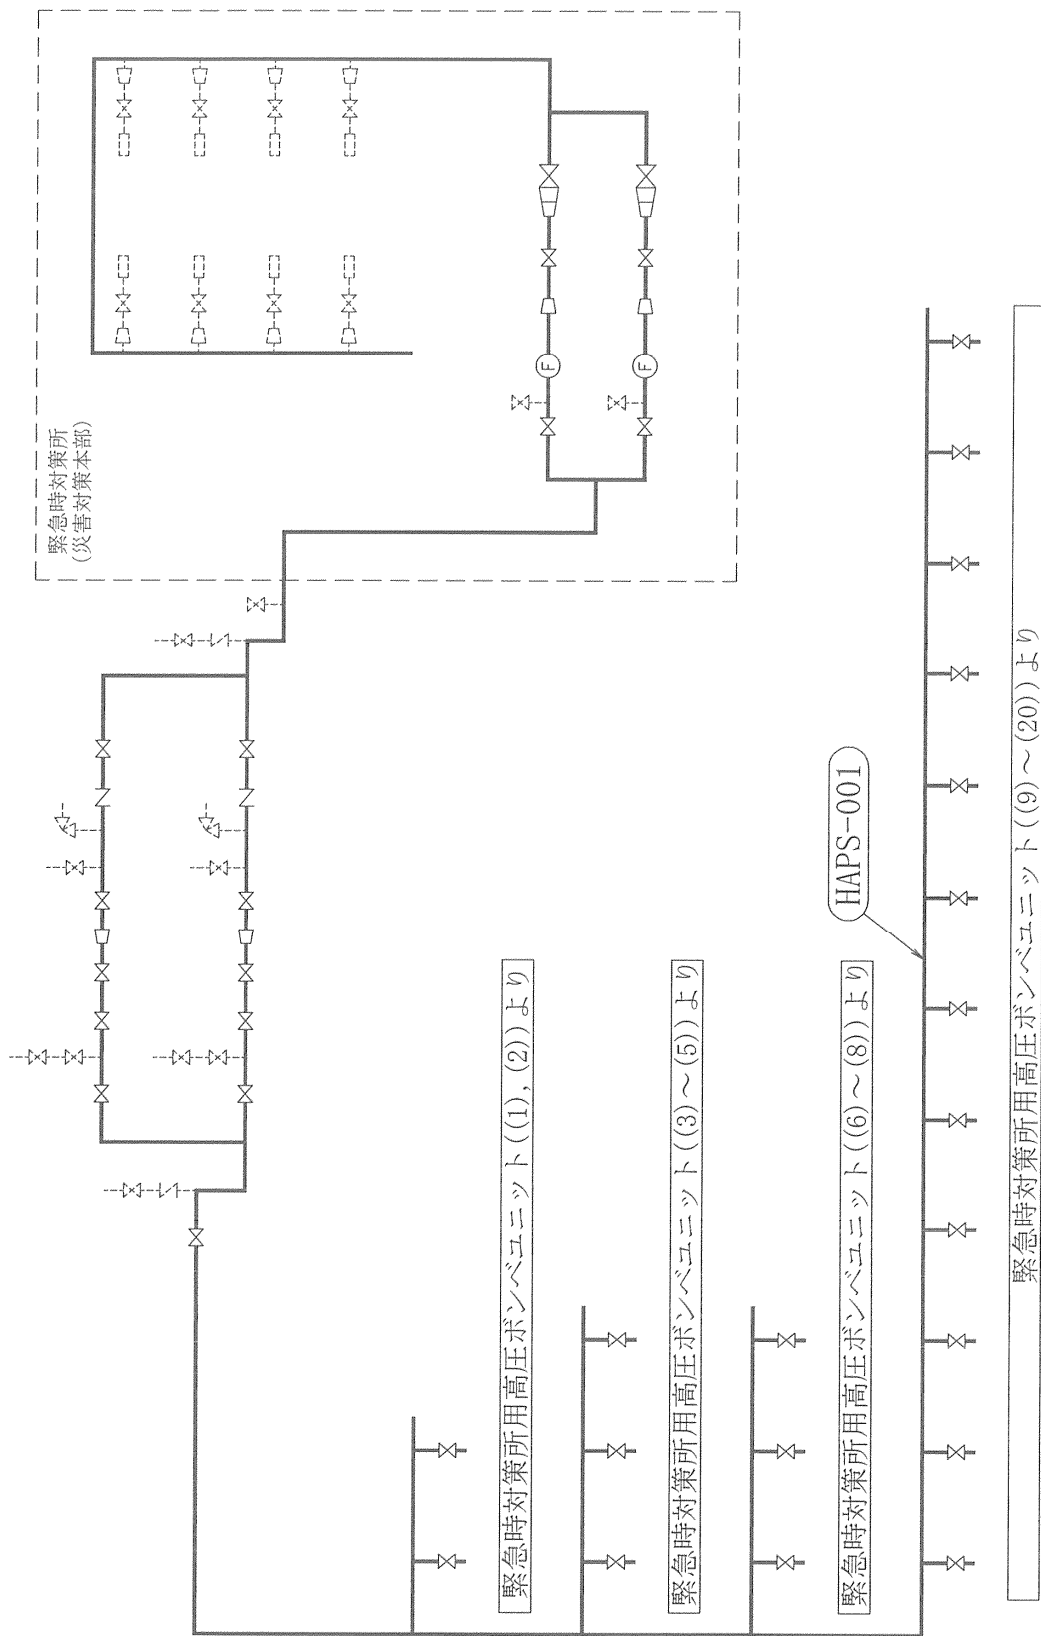 緊急時対策所
(災害対策本部)
F
F
HAPS-001
緊急時対策所用高圧ボンベユニット((1), (2))より
緊急時対策所用高圧ボンベユニット((3)～(5))より
緊急時対策所用高圧ボンベユニット((6)～(8))より
緊急時対策所用高圧ボンベユニット((9)～(20))より